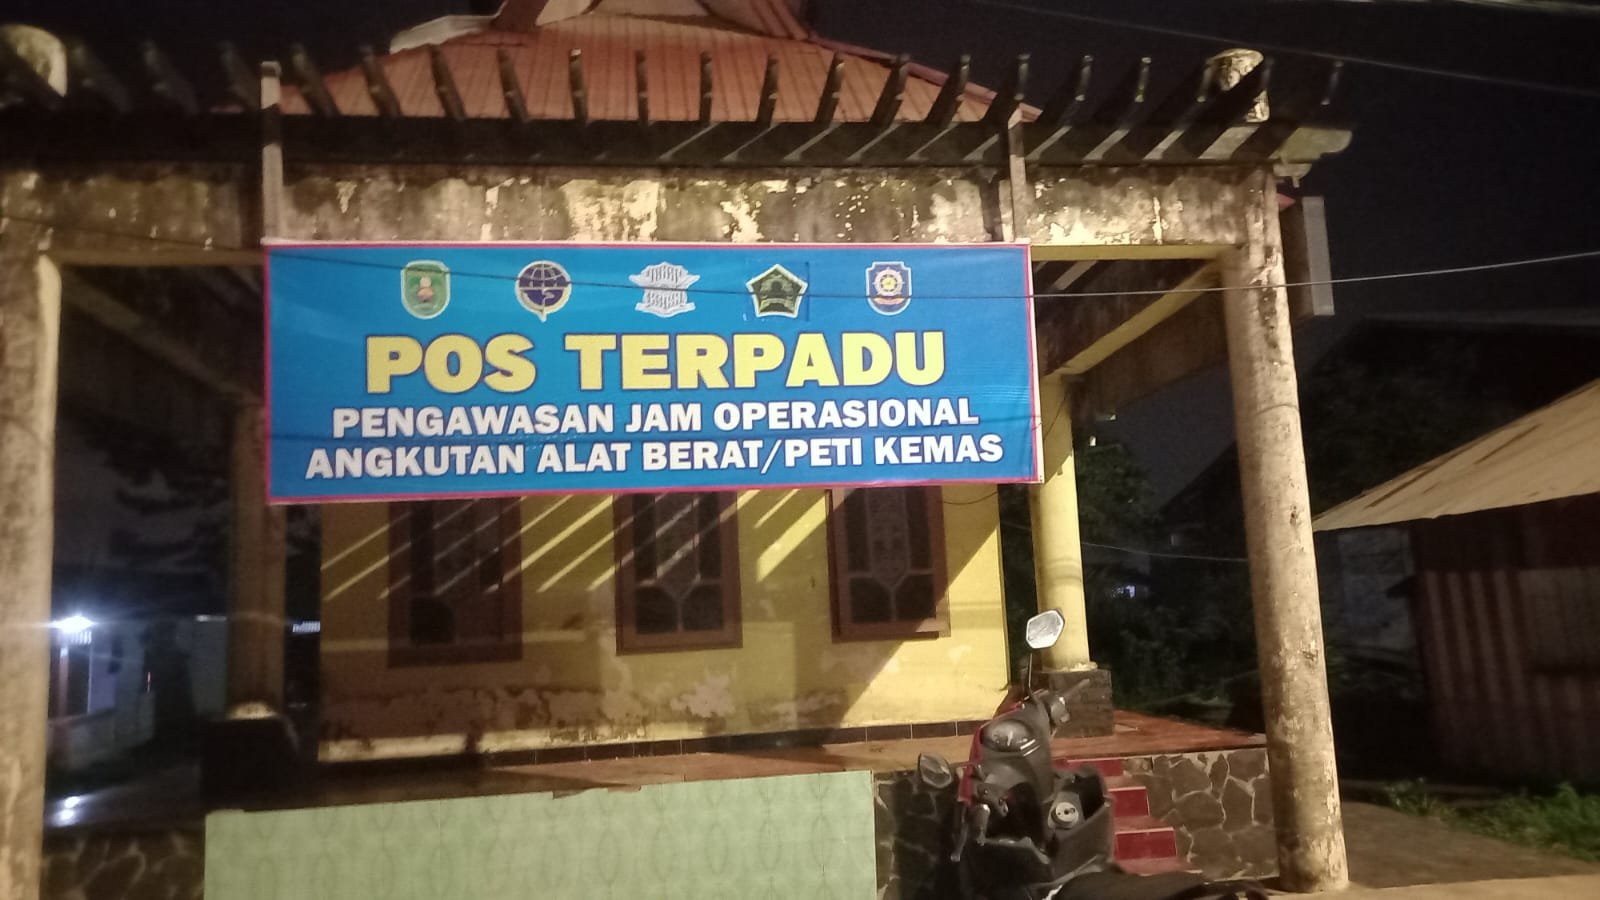 POS TERPADU
PENGAWASAN JAM OPERASIONAL
ANGKUTAN ALAT BERAT/PETI KEMAS